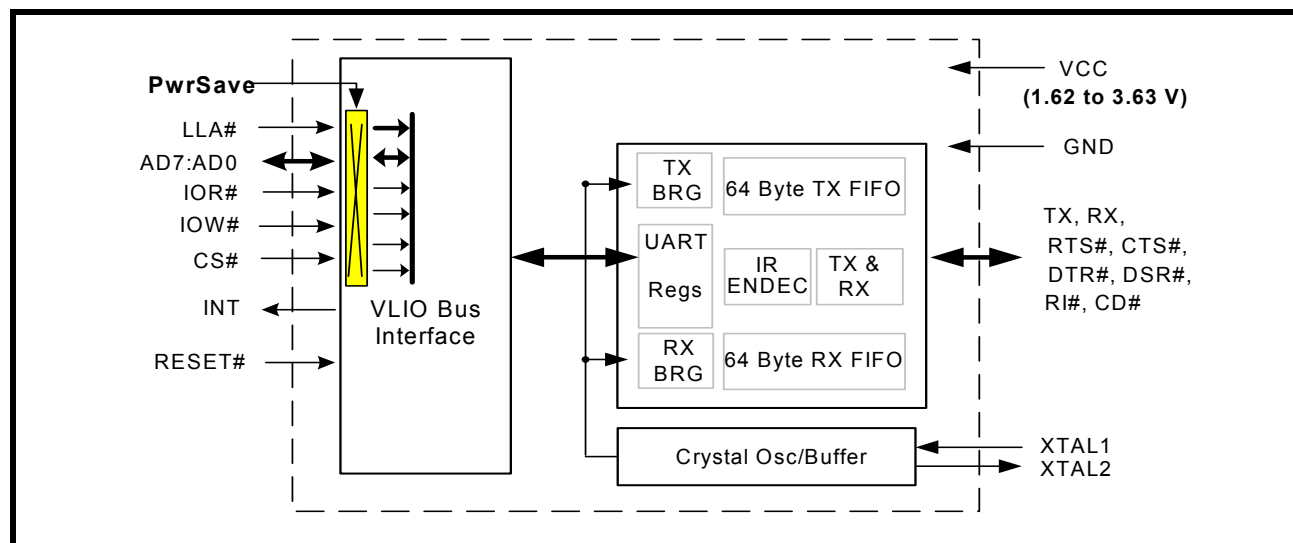 PwrSave
LLA#
AD7:AD0
IOR#
IOW#
CS#
INT
RESET#
VLIO Bus
Interface
TX
BRG
64 Byte TX FIFO
UART
Regs
IR
ENDEC
TX &
RX
RX
BRG
64 Byte RX FIFO
Crystal Osc/Buffer
VCC
(1.62 to 3.63 V)
GND
TX, RX,
RTS#, CTS#,
DTR#, DSR#,
RI#, CD#
XTAL1
XTAL2